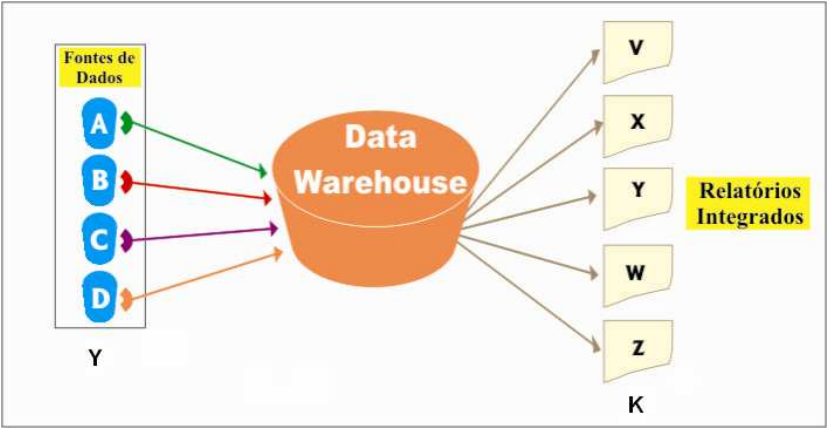 Fontes de
Dados
A
B
C
D
Y
Data
Warehouse
V
X
Y
W
Z
K
Relatórios
Integrados